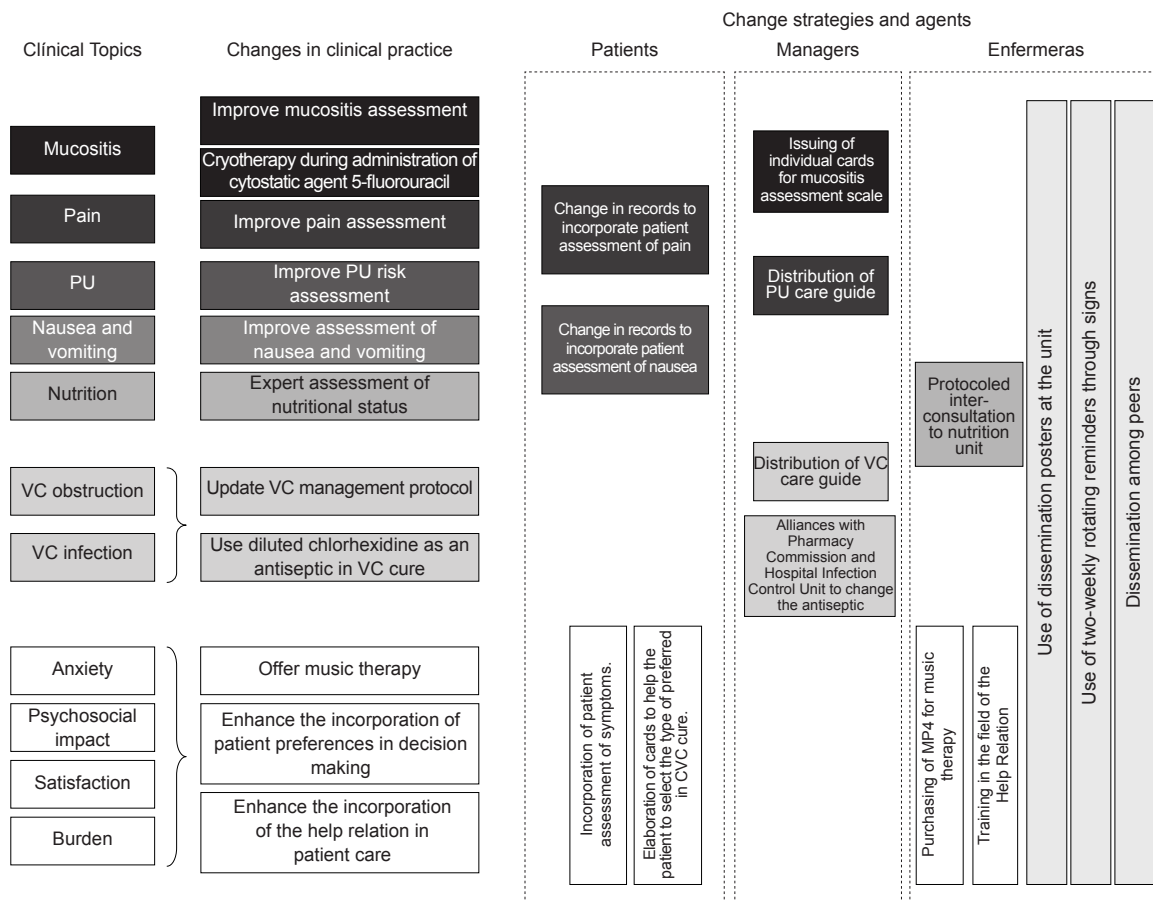 Change strategies and agents
Clínical Topics
Changes in clinical practice
Patients
Managers
Enfermeras
Mucositis
Improve mucositis assessment
Cryotherapy during administration of
cytostatic agent 5-fluorouracil
Pain
Improve pain assessment
PU
Improve PU risk
assessment
Nausea and
vomiting
Improve assessment of
nausea and vomiting
Nutrition
Expert assessment of
nutritional status
VC obstruction
Update VC management protocol
VC infection
Use diluted chlorhexidine as an
antiseptic in VC cure
Anxiety
Offer music therapy
Psychosocial
impact
Enhance the incorporation of
patient preferences in decision
making
Satisfaction
Burden
Enhance the incorporation
of the help relation in
patient care
Change in records to
incorporate patient
assessment of pain
Change in records to
incorporate patient
assessment of nausea
Incorporation of patient
assessment of symptoms.
Elaboration of cards to help the
patient to select the type of preferred
in CVC cure.
Issuing of
individual cards
for mucositis
assessment scale
Distribution of
PU care guide
Distribution of VC
care guide
Alliances with
Pharmacy
Commission and
Hospital Infection
Control Unit to change
the antiseptic
Protocoled
inter-
consultation
to nutrition
unit
Purchasing of MP4 for music
therapy
Training in the field of the
Help Relation
Use of dissemination posters at the unit
Use of two-weekly rotating reminders through signs
Dissemination among peers